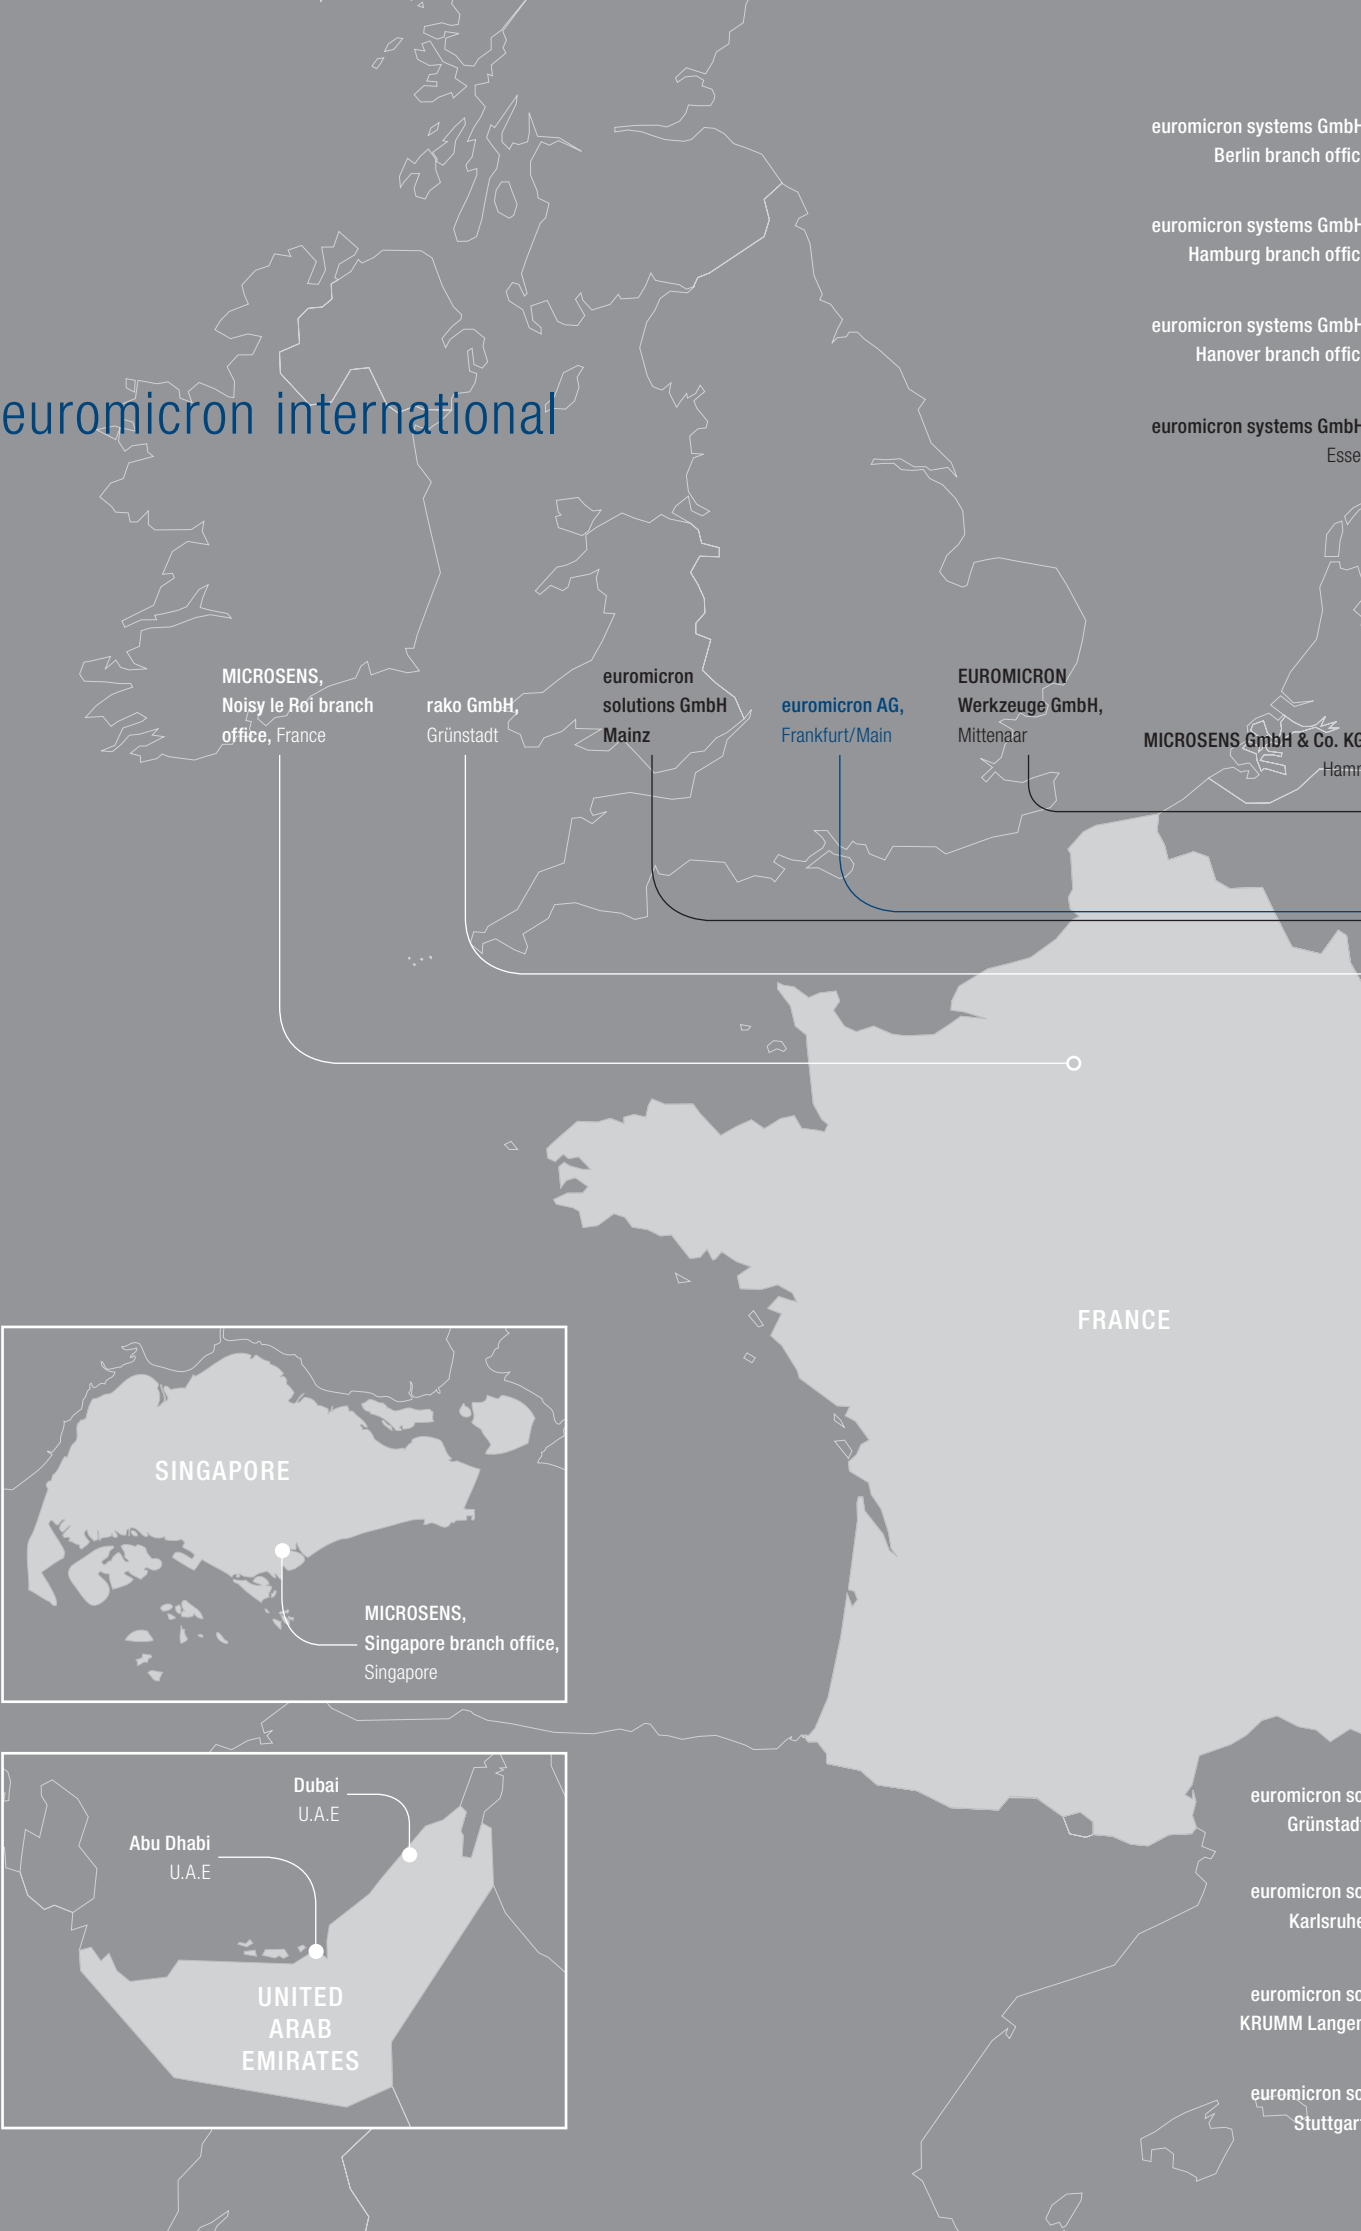 euromicron systems GmbH
Berlin branch offic
euromicron systems GmbH
Hamburg branch offic
euromicron systems GmbH
Hanover branch offic
euromicron international
euromicron systems GmbH
Esse
MICROSENS,
Noisy le Roi branch
office, France
rako GmbH,
Grünstadt
euromicron
solutions GmbH
Mainz
euromicron AG,
Frankfurt/Main
EUROMICRON
Werkzeuge GmbH,
Mittenaar
MICROSENS GmbH & Co. KG
Hamm
FRANCE
SINGAPORE
MICROSENS,
Singapore branch office,
Singapore
Dubai
U.A.E
Abu Dhabi
U.A.E
UNITED
ARAB
EMIRATES
euromicron so
Grünstadt
euromicron so
Karlsruhe
euromicron so
KRUMM Langen
euromicron so
Stuttgart